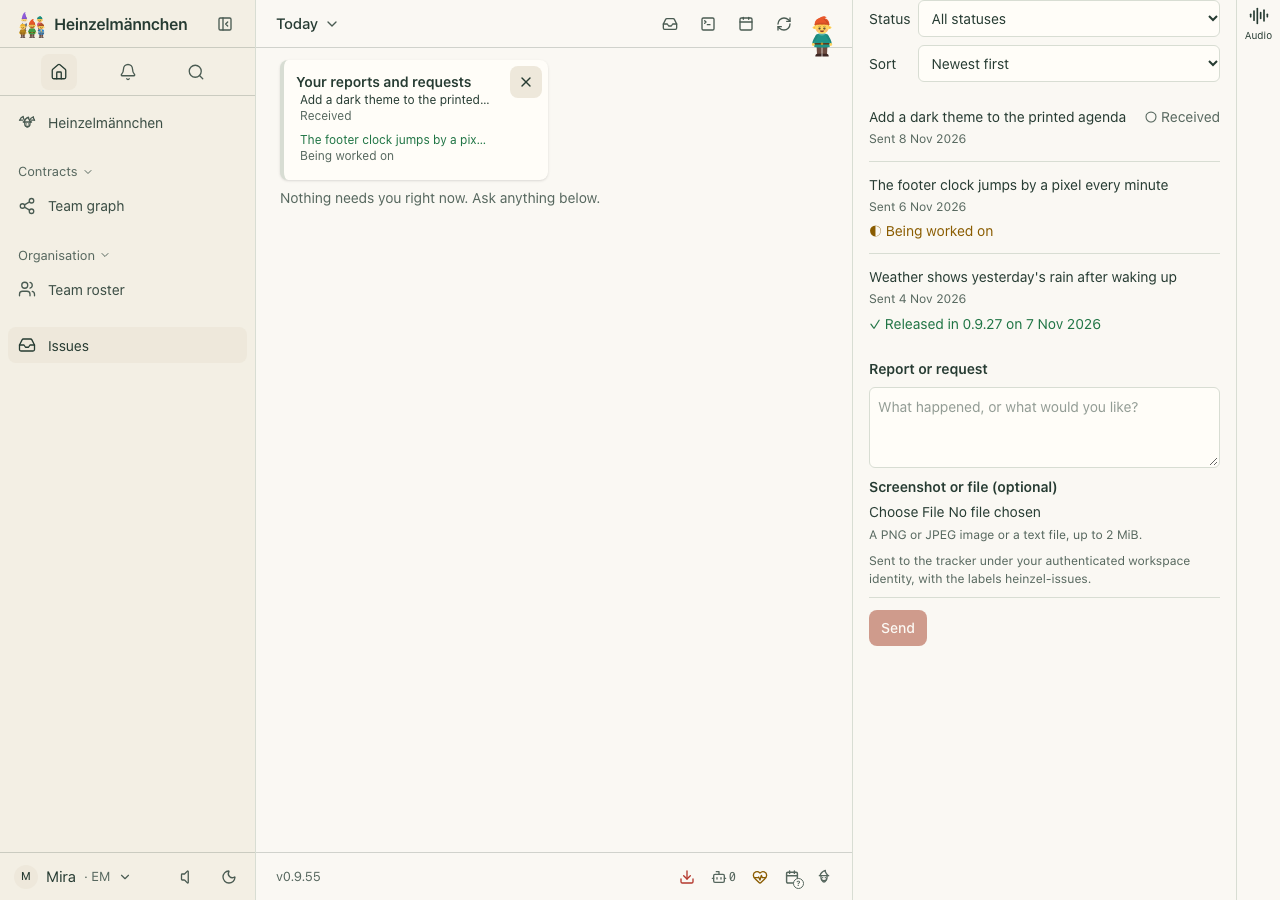 Heinzelmännchen
Heinzelmännchen
Contracts
Team graph
Organisation
Team roster
Issues
M
Mira
· EM
Today
Your reports and requests
Add a dark theme to the printed...
Received
The footer clock jumps by a pix...
Being worked on
Nothing needs you right now. Ask anything below.
v0.9.55
0
?
Status
All statuses
Sort
Newest first
Add a dark theme to the printed agenda
Received
Sent 8 Nov 2026
The footer clock jumps by a pixel every minute
Sent 6 Nov 2026
Being worked on
Weather shows yesterday's rain after waking up
Sent 4 Nov 2026
Released in 0.9.27 on 7 Nov 2026
Report or request
What happened, or what would you like?
Screenshot or file (optional)
Choose File No file chosen
A PNG or JPEG image or a text file, up to 2 MiB.
Sent to the tracker under your authenticated workspace
identity, with the labels heinzel-issues.
Send
Audio